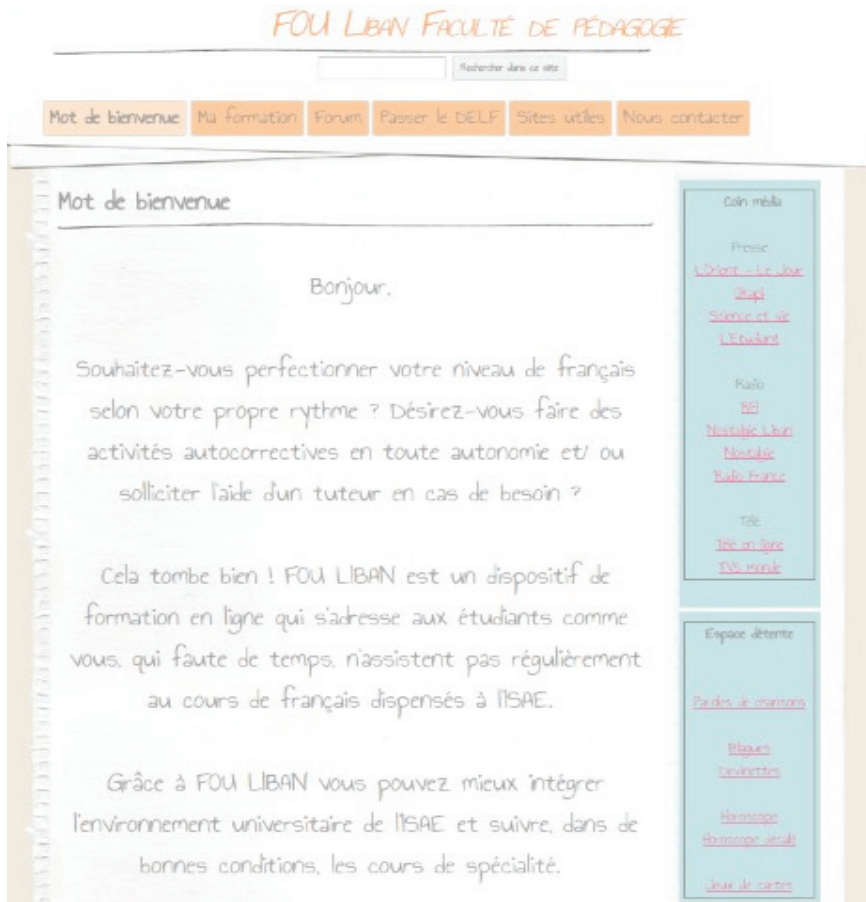 FOU LIBAN FACULTÉ DE PÉDAGOGIE
Rechercher dans ce site
Mot de bienvenue Ma formation Forum Passer le DELF Sites utiles Nous contacter
Mot de bienvenue
Bonjour,
Souhaitez-vous perfectionner votre niveau de français
selon votre propre rythme ? Désirez-vous faire des
activités autocorrectives en toute autonomie et/ ou
solliciter l'aide d'un tuteur en cas de besoin ?
Cela tombe bien ! FOU LIBAN est un dispositif de
formation en ligne qui s'adresse aux étudiants comme
vous, qui faute de temps, n'assistent pas régulièrement
au cours de français dispensés à l'ISAE.
Grâce à FOU LIBAN vous pouvez mieux intégrer
l'environnement universitaire de l'ISAE et suivre, dans de
bonnes conditions, les cours de spécialité.
Coin média
Presse
L'Orient - Le Jour
Okapi
Science et vie
L'Etudiant
Radio
RFI
Nostalgie Liban
Nostalgie
Radio France
Télé
Télé en ligne
TV5 monde
Espace détente
Paroles de chansons
Blagues
Devinettes
Horoscope
Horoscope décalé
Jeux de cartes